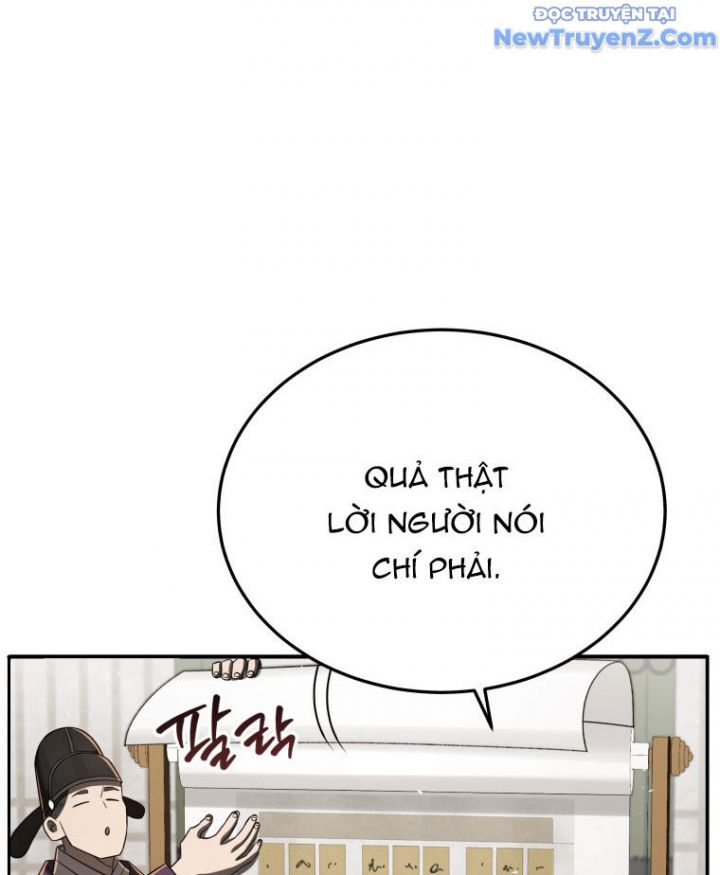 ĐỌC TRUYỆN TẠI
NewTruyenZ.Com
QUẢ THẬT
LỜI NGƯỜI NÓI
CHÍ PHẢI.
팔락